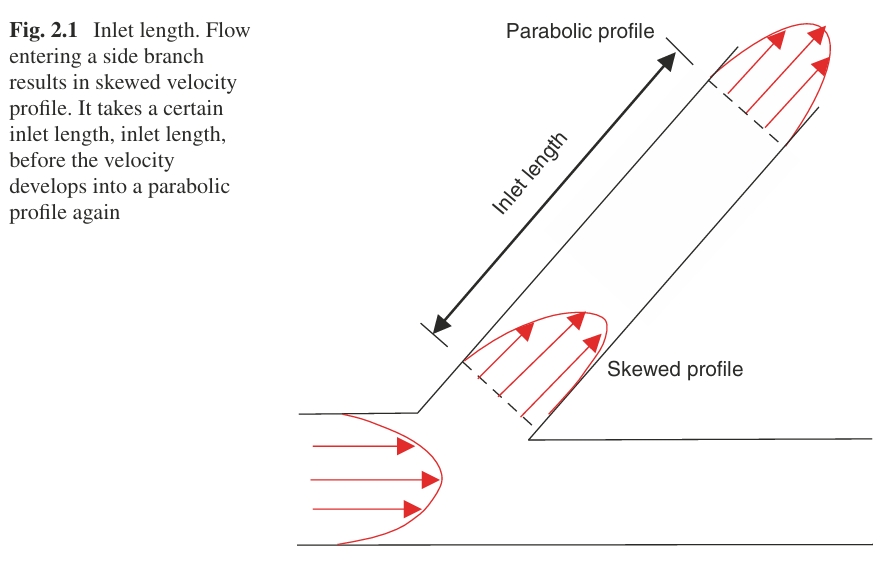 Fig. 2.1 Inlet length. Flow
entering a side branch
results in skewed velocity
profile. It takes a certain
inlet length, inlet length,
before the velocity
develops into a parabolic
profile again
Parabolic profile
Inlet length
Skewed profile